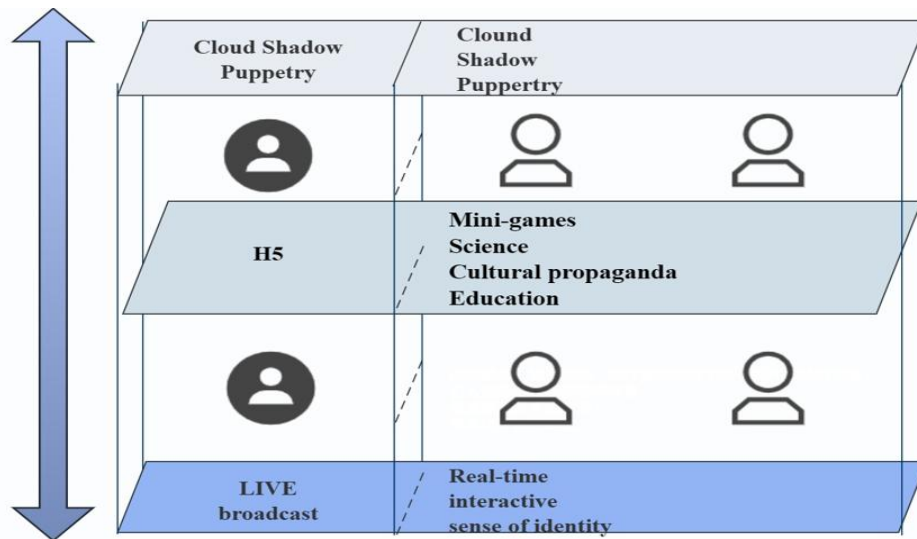 Cloud Shadow
Puppetry
Clound
Shadow
Puppertry
H5
Mini-games
Science
Cultural propaganda
Education
LIVE
broadcast
Real-time
interactive
sense of identity